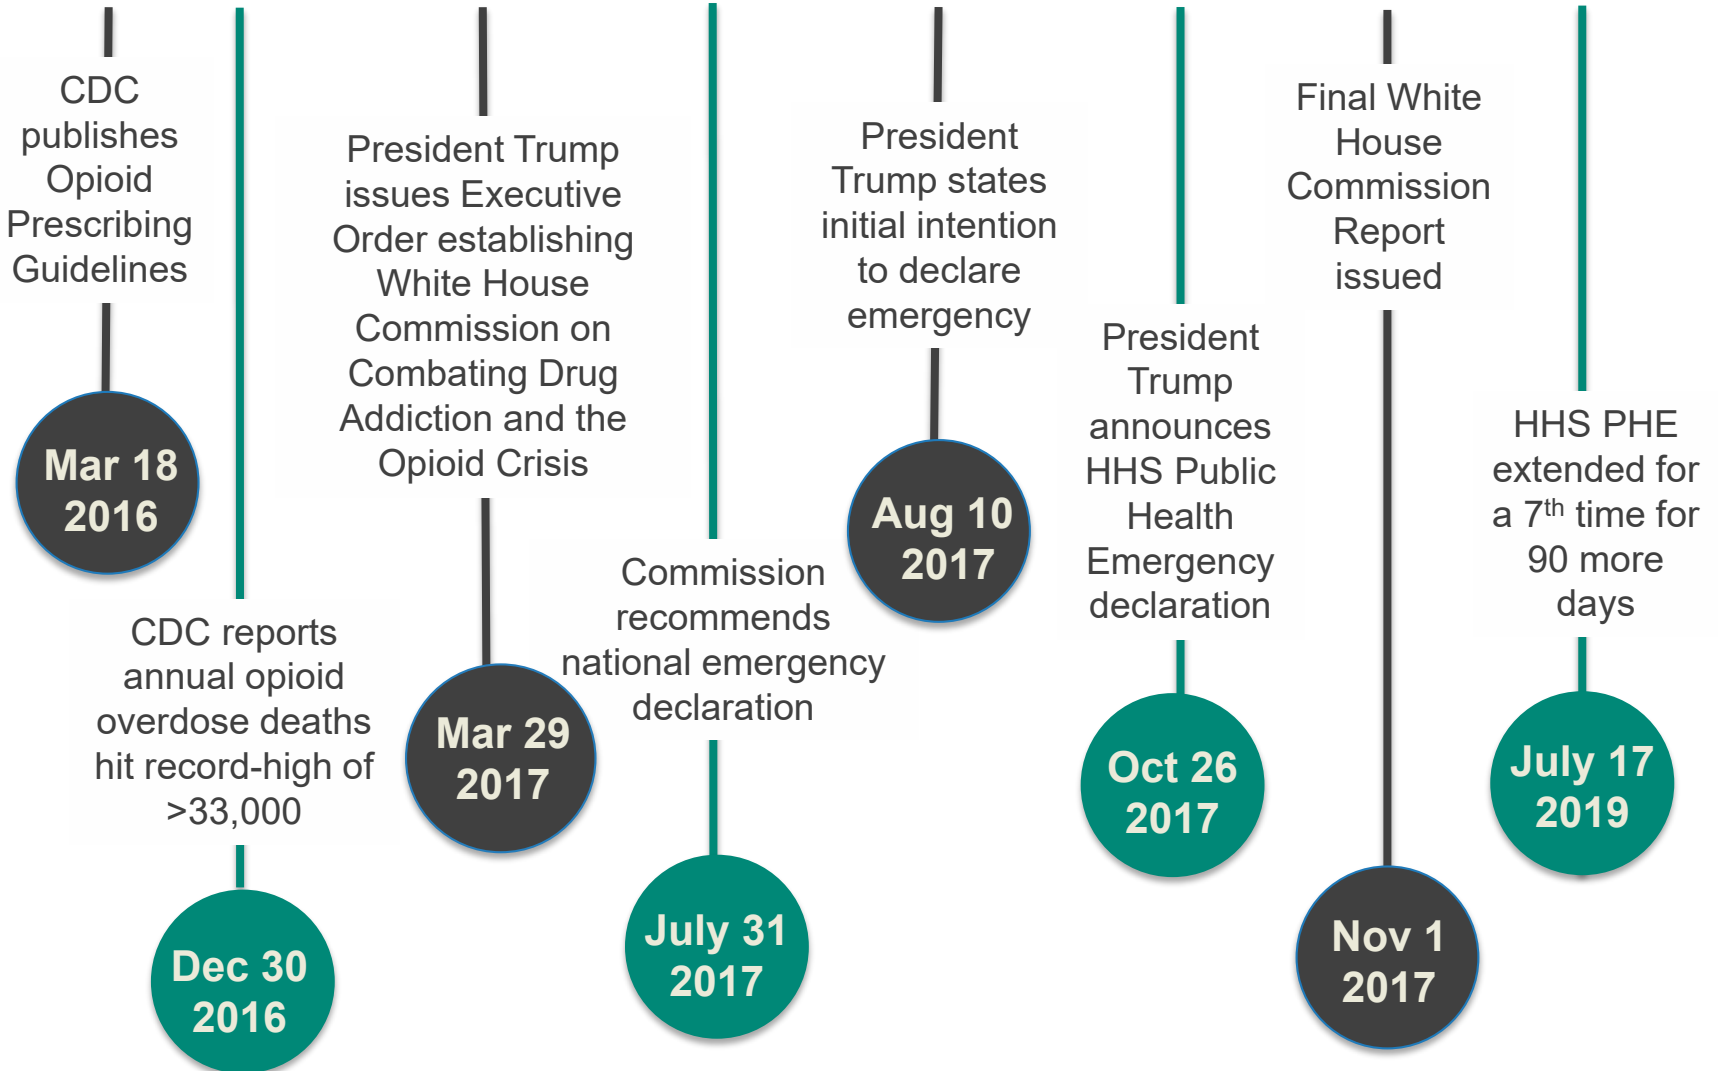 CDC
publishes
Opioid
Prescribing
Guidelines
Mar 18
2016
CDC reports
annual opioid
overdose deaths
hit record-high of
>33,000
Dec 30
2016
President Trump
issues Executive
Order establishing
White House
Commission on
Combating Drug
Addiction and the
Opioid Crisis
Mar 29
2017
Commission
recommends
national emergency
declaration
July 31
2017
President
Trump states
initial intention
to declare
emergency
Aug 10
2017
President
Trump
announces
HHS Public
Health
Emergency
declaration
Oct 26
2017
Final White
House
Commission
Report
issued
Nov 1
2017
HHS PHE
extended for
a 7th time for
90 more
days
July 17
2019